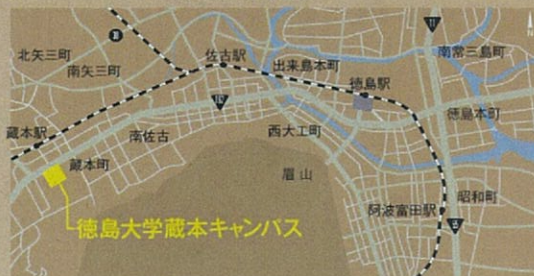 北矢三町
南矢三町
佐古駅
出来島本町
徳島駅
11
南常三島町
N
蔵本駅
南佐古
西大工町
徳島本町
蔵本町
眉山
阿波富田駅
昭和町
徳島大学蔵本キャンパス